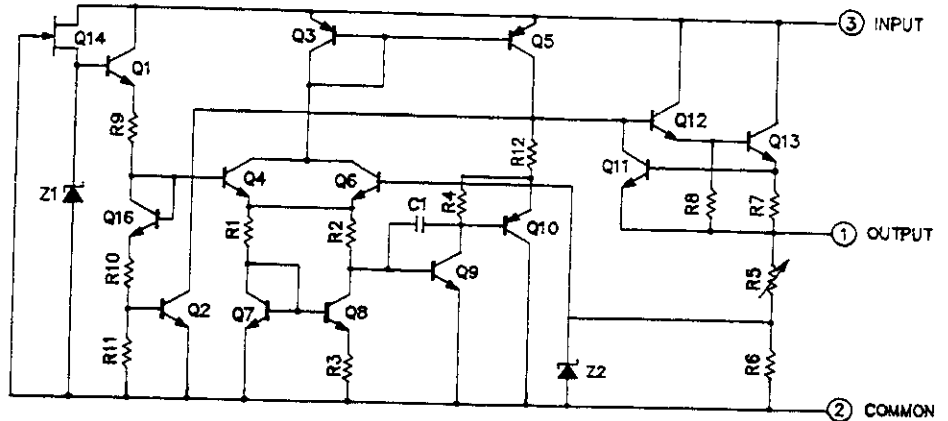 Q14
Q3
Q5
3 INPUT
Q1
R9
Q12
Q13
R12
Q11
Q4
Q6
Z1
R4
C1
R8
R7
Q16
R1
R2
Q10
1 OUTPUT
R10
Q9
R5
Q2
Q7
Q8
R11
R3
Z2
R6
2 COMMON